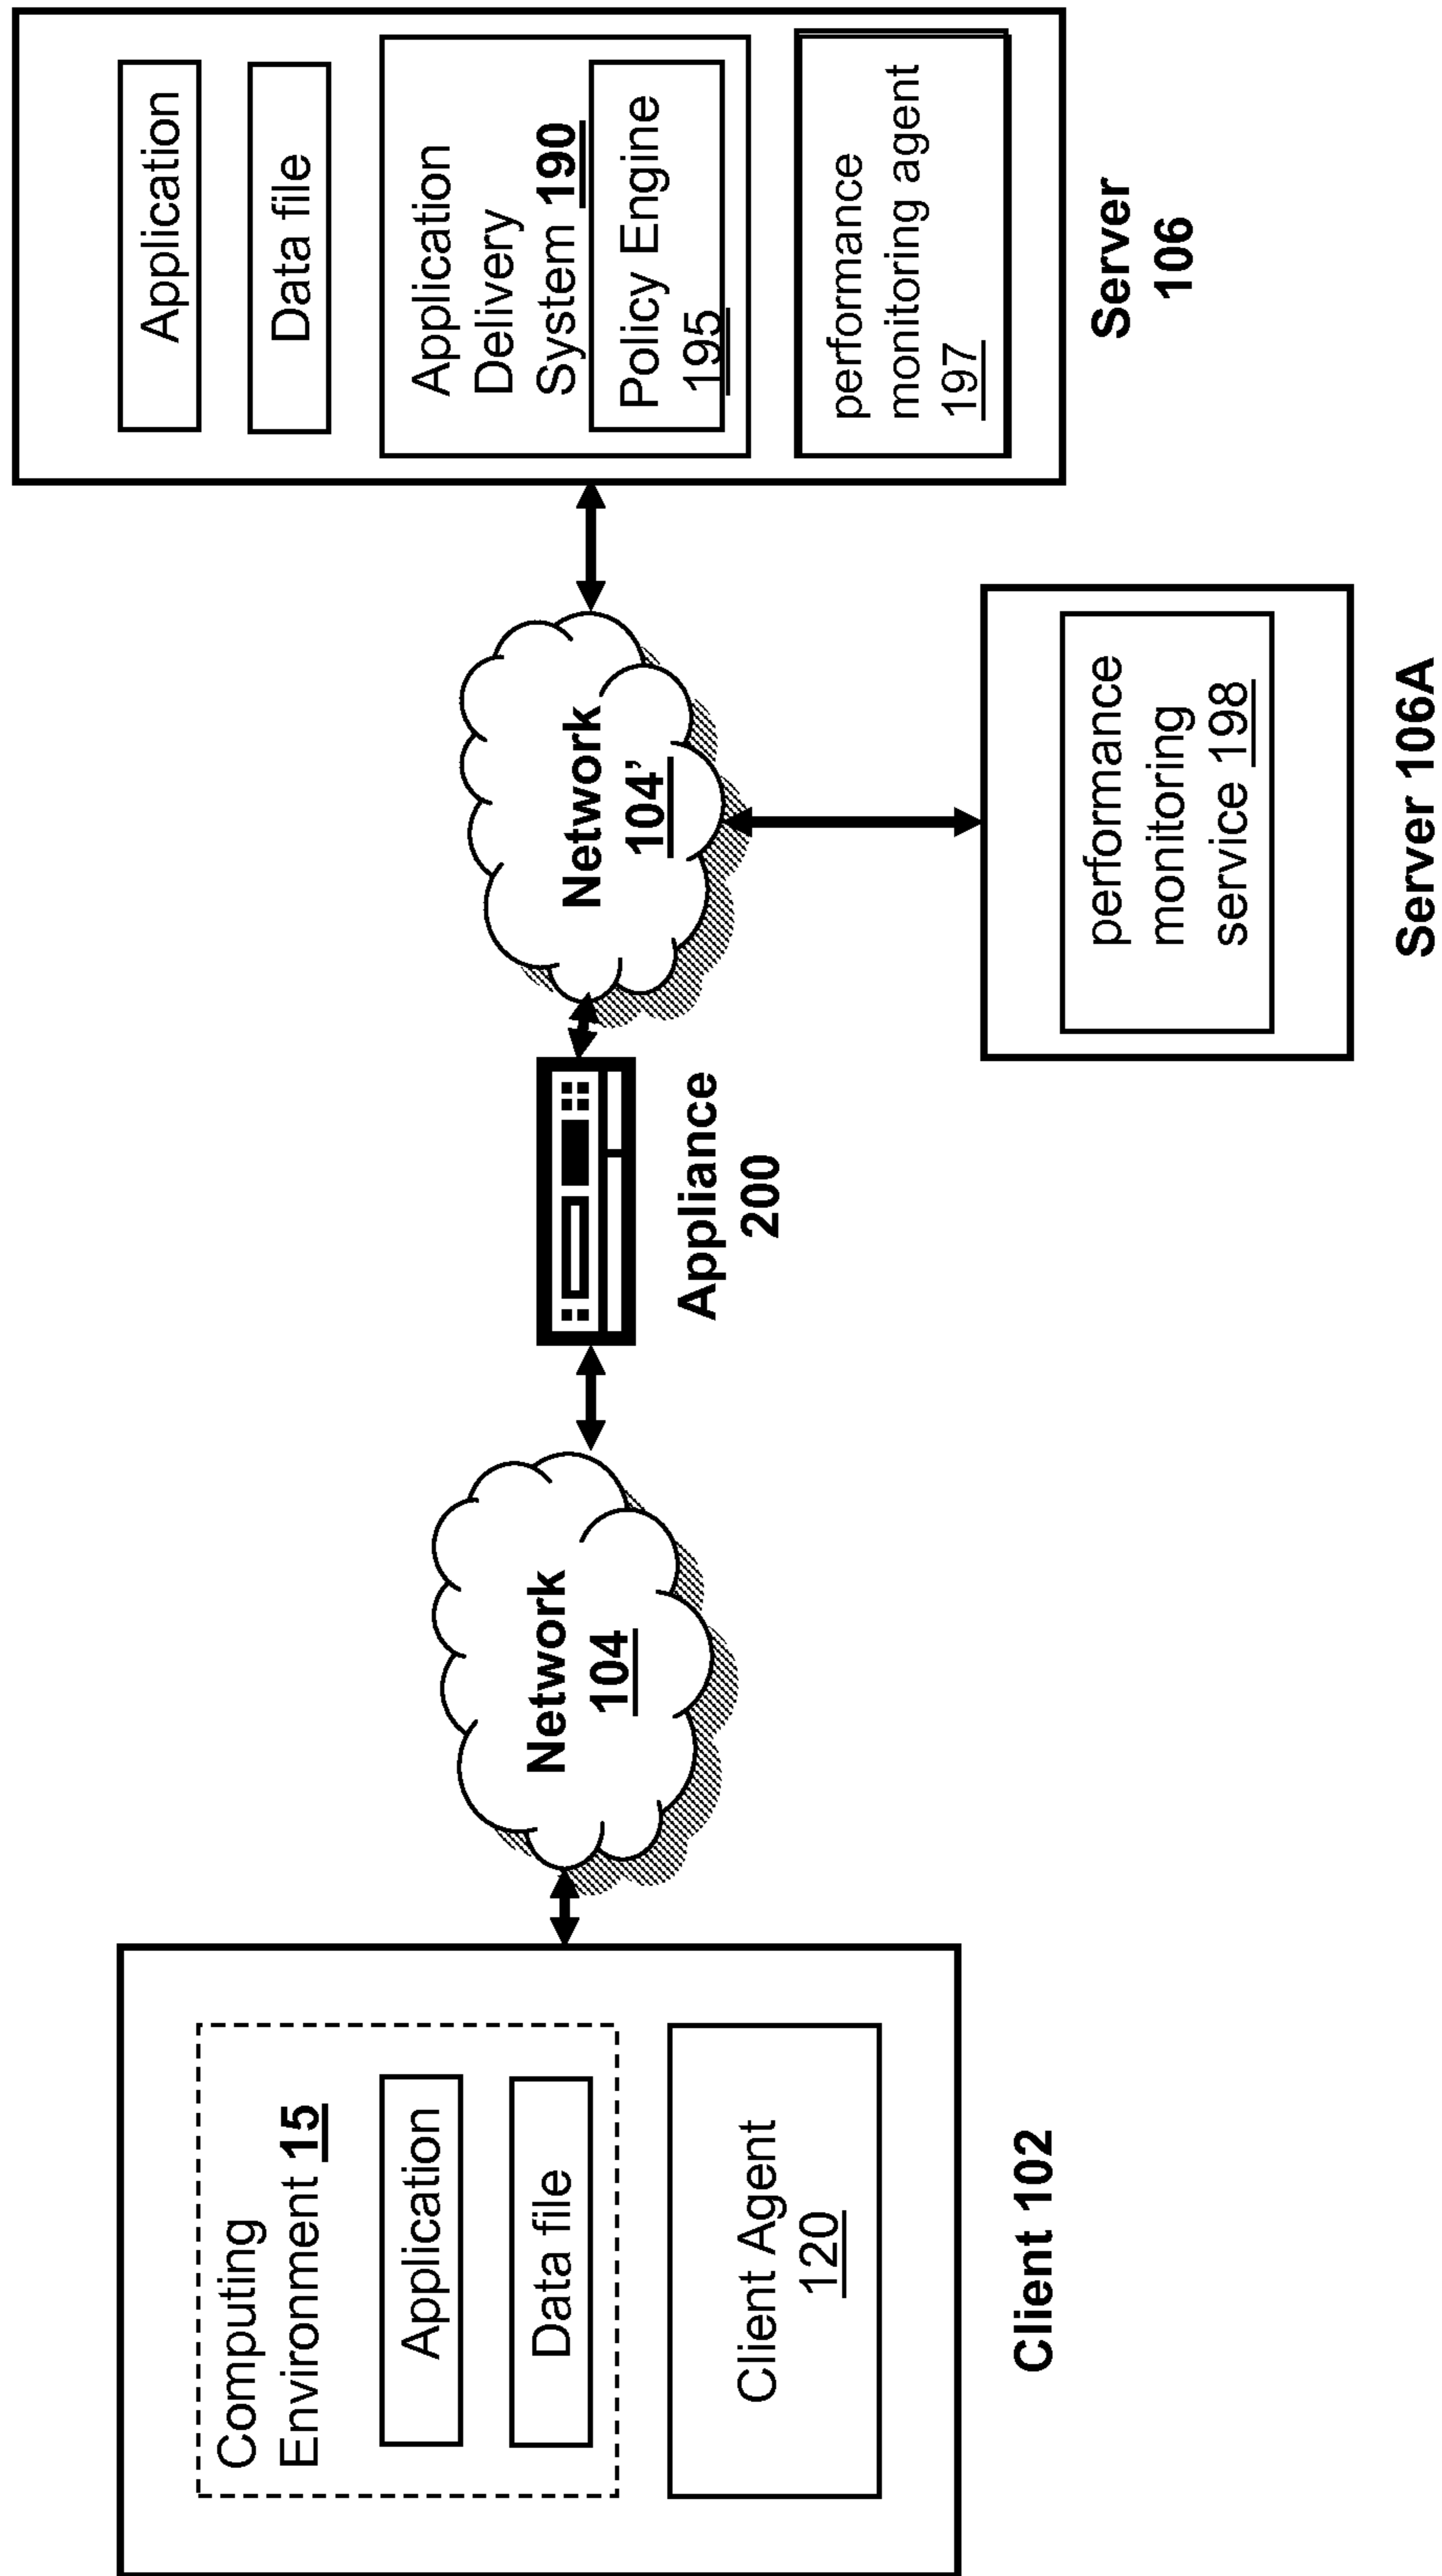 Computing
Environment 15
Application
Data file
Client Agent
120
Client 102
Network
104
Appliance
200
Network
104’
performance
monitoring
service 198
Server 106A
Application
Data file
Application
Delivery
System 190
Policy Engine
195
performance
monitoring agent
197
Server
106